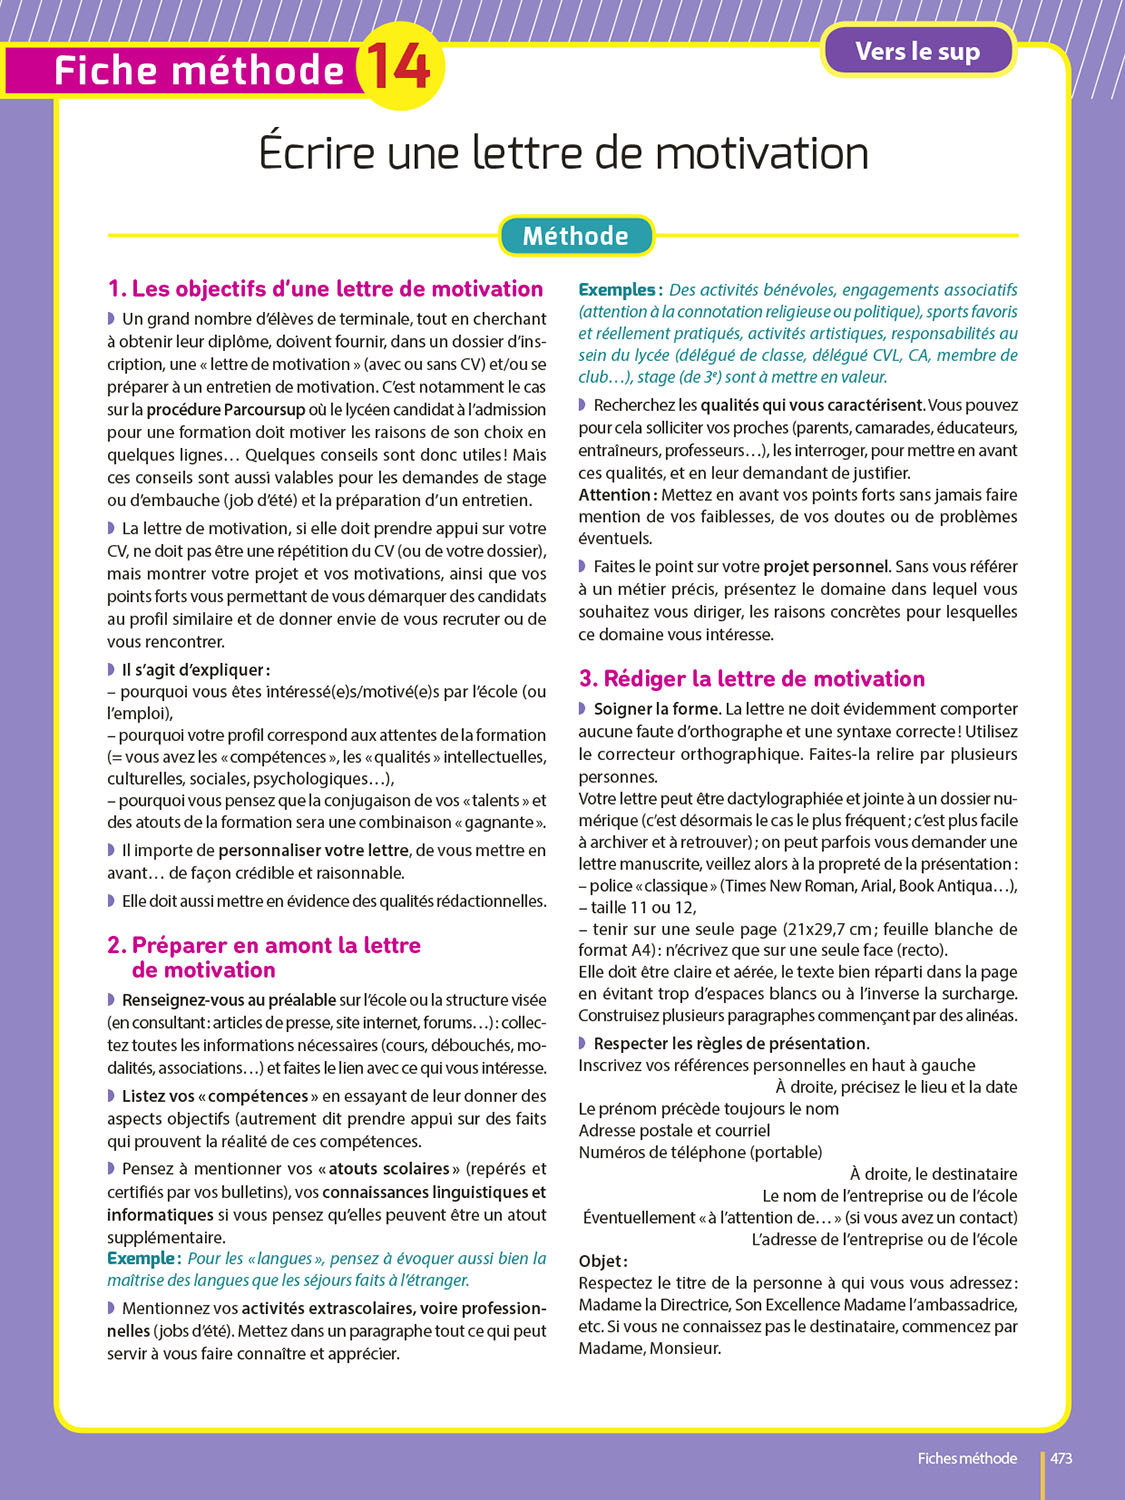 Fiche méthode 14
Vers le sup
Écrire une lettre de motivation
Méthode
1. Les objectifs d’une lettre de motivation
◗ Un grand nombre d’élèves de terminale, tout en cherchant
à obtenir leur diplôme, doivent fournir, dans un dossier d’ins-
cription, une « lettre de motivation » (avec ou sans CV) et/ou se
préparer à un entretien de motivation. C’est notamment le cas
sur la procédure Parcoursup où le lycéen candidat à l’admission
pour une formation doit motiver les raisons de son choix en
quelques lignes… Quelques conseils sont donc utiles ! Mais
ces conseils sont aussi valables pour les demandes de stage
ou d’embauche (job d’été) et la préparation d’un entretien.
◗ La lettre de motivation, si elle doit prendre appui sur votre
CV, ne doit pas être une répétition du CV (ou de votre dossier),
mais montrer votre projet et vos motivations, ainsi que vos
points forts vous permettant de vous démarquer des candidats
au profil similaire et de donner envie de vous recruter ou de
vous rencontrer.
◗ Il s’agit d’expliquer :
– pourquoi vous êtes intéressé(e)s/motivé(e)s par l’école (ou
l’emploi),
– pourquoi votre profil correspond aux attentes de la formation
(= vous avez les « compétences », les « qualités » intellectuelles,
culturelles, sociales, psychologiques…),
– pourquoi vous pensez que la conjugaison de vos « talents » et
des atouts de la formation sera une combinaison « gagnante ».
◗ Il importe de personnaliser votre lettre, de vous mettre en
avant… de façon crédible et raisonnable.
◗ Elle doit aussi mettre en évidence des qualités rédactionnelles.
2. Préparer en amont la lettre
de motivation
◗ Renseignez-vous au préalable sur l’école ou la structure visée
(en consultant : articles de presse, site internet, forums…) : collec-
tez toutes les informations nécessaires (cours, débouchés, mo-
dalités, associations…) et faites le lien avec ce qui vous intéresse.
◗ Listez vos « compétences » en essayant de leur donner des
aspects objectifs (autrement dit prendre appui sur des faits
qui prouvent la réalité de ces compétences.
◗ Pensez à mentionner vos « atouts scolaires » (repérés et
certifiés par vos bulletins), vos connaissances linguistiques et
informatiques si vous pensez qu’elles peuvent être un atout
supplémentaire.
Exemple : Pour les « langues », pensez à évoquer aussi bien la
maîtrise des langues que les séjours faits à l’étranger.
◗ Mentionnez vos activités extrascolaires, voire profession-
nelles (jobs d’été). Mettez dans un paragraphe tout ce qui peut
servir à vous faire connaître et apprécier.
Exemples : Des activités bénévoles, engagements associatifs
(attention à la connotation religieuse ou politique), sports favoris
et réellement pratiqués, activités artistiques, responsabilités au
sein du lycée (délégué de classe, délégué CVL, CA, membre de
club…), stage (de 3e) sont à mettre en valeur.
◗ Recherchez les qualités qui vous caractérisent. Vous pouvez
pour cela solliciter vos proches (parents, camarades, éducateurs,
entraîneurs, professeurs…), les interroger, pour mettre en avant
ces qualités, et en leur demandant de justifier.
Attention : Mettez en avant vos points forts sans jamais faire
mention de vos faiblesses, de vos doutes ou de problèmes
éventuels.
◗ Faites le point sur votre projet personnel. Sans vous référer
à un métier précis, présentez le domaine dans lequel vous
souhaitez vous diriger, les raisons concrètes pour lesquelles
ce domaine vous intéresse.
3. Rédiger la lettre de motivation
◗ Soigner la forme. La lettre ne doit évidemment comporter
aucune faute d’orthographe et une syntaxe correcte ! Utilisez
le correcteur orthographique. Faites-la relire par plusieurs
personnes.
Votre lettre peut être dactylographiée et jointe à un dossier nu-
mérique (c’est désormais le cas le plus fréquent ; c’est plus facile
à archiver et à retrouver) ; on peut parfois vous demander une
lettre manuscrite, veillez alors à la propreté de la présentation :
– police « classique » (Times New Roman, Arial, Book Antiqua…),
– taille 11 ou 12,
– tenir sur une seule page (21x29,7 cm ; feuille blanche de
format A4) : n’écrivez que sur une seule face (recto).
Elle doit être claire et aérée, le texte bien réparti dans la page
en évitant trop d’espaces blancs ou à l’inverse la surcharge.
Construisez plusieurs paragraphes commençant par des alinéas.
◗ Respecter les règles de présentation.
Inscrivez vos références personnelles en haut à gauche
À droite, précisez le lieu et la date
Le prénom précède toujours le nom
Adresse postale et courriel
Numéros de téléphone (portable)
À droite, le destinataire
Le nom de l’entreprise ou de l’école
Éventuellement « à l’attention de… » (si vous avez un contact)
L’adresse de l’entreprise ou de l’école
Objet :
Respectez le titre de la personne à qui vous vous adressez :
Madame la Directrice, Son Excellence Madame l’ambassadrice,
etc. Si vous ne connaissez pas le destinataire, commencez par
Madame, Monsieur.
Fiches méthode 473